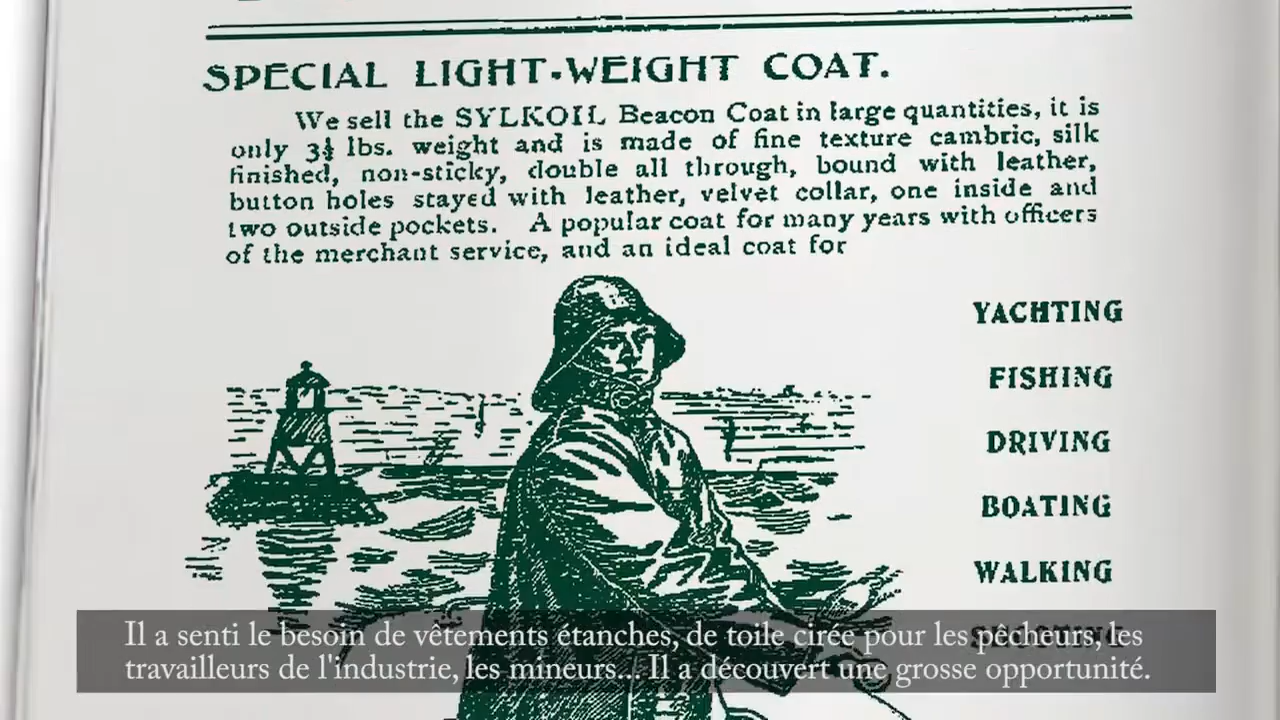 SPECIAL LIGHT-WEIGHT COAT.
We sell the SYLKOIL Beacon Coat in large quantities, it is
only 3½ lbs. weight and is made of fine texture cambric, silk
finished, non-sticky, double all through, bound with leather,
button holes stayed with leather, velvet collar, one inside and
two outside pockets. A popular coat for many years with officers
of the merchant service, and an ideal coat for
YACHTING
FISHING
DRIVING
BOATING
WALKING
SHOOTING
Il a senti le besoin de vêtements étanches, de toile cirée pour les pêcheurs, les
travailleurs de l'industrie, les mineurs... Il a découvert une grosse opportunité.